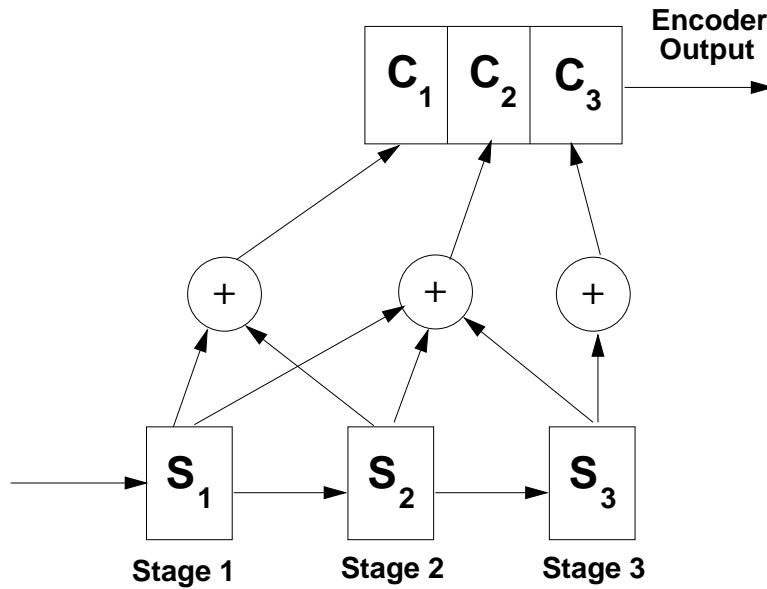 Encoder
Output
C1 C2 C3
+ + +
S1 S2 S3
Stage 1 Stage 2 Stage 3